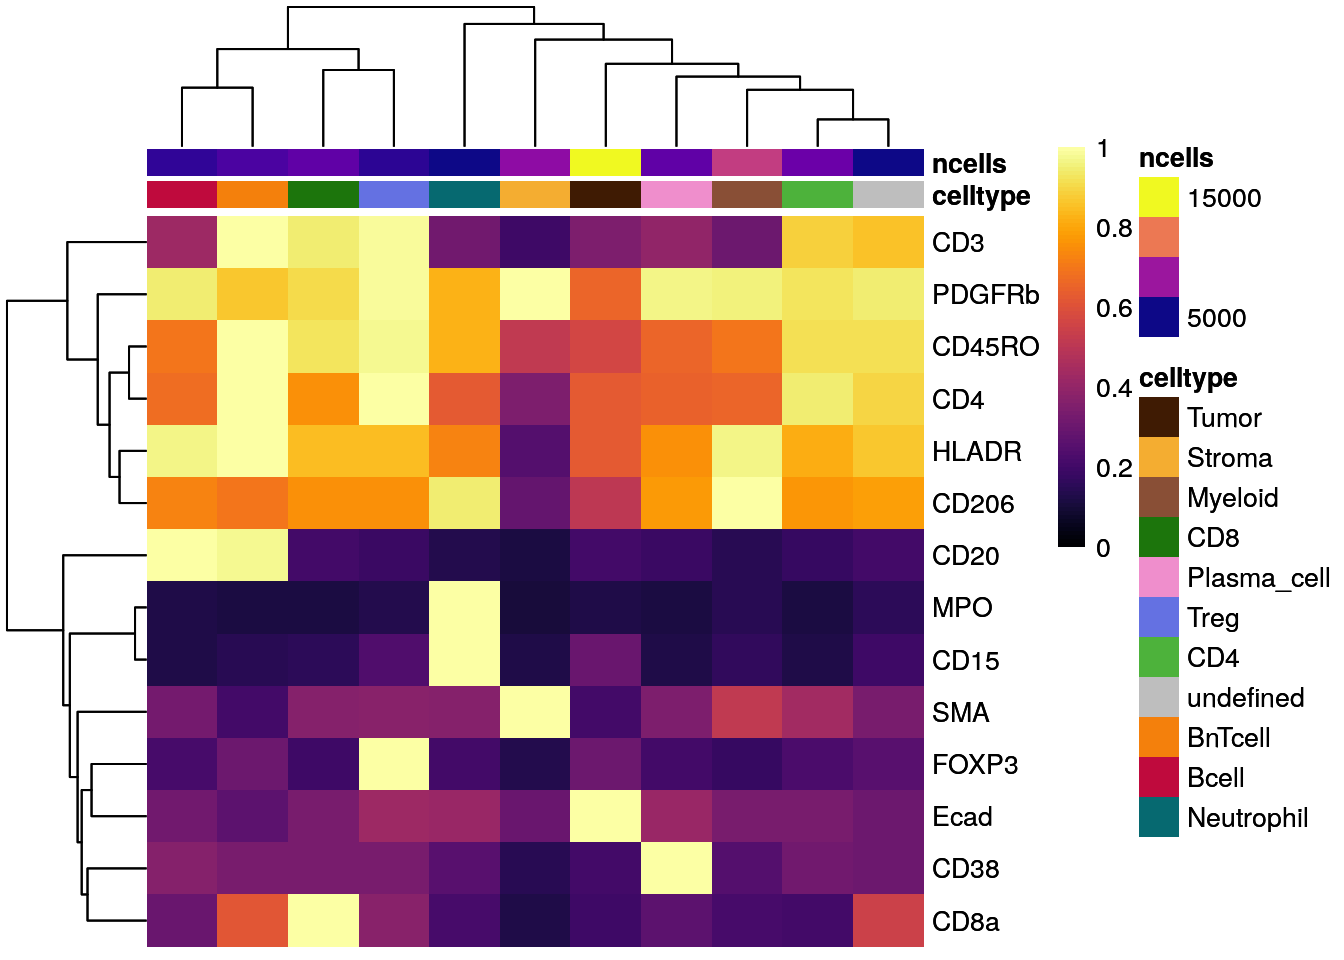 ncells
celltype
CD3
PDGFRb
CD45RO
CD4
HLADR
CD206
CD20
MPO
CD15
SMA
FOXP3
Ecad
CD38
CD8a
1
0.8
0.6
0.4
0.2
0
ncells
15000
5000
celltype
Tumor
Stroma
Myeloid
CD8
Plasma_cell
Treg
CD4
undefined
BnTcell
Bcell
Neutrophil